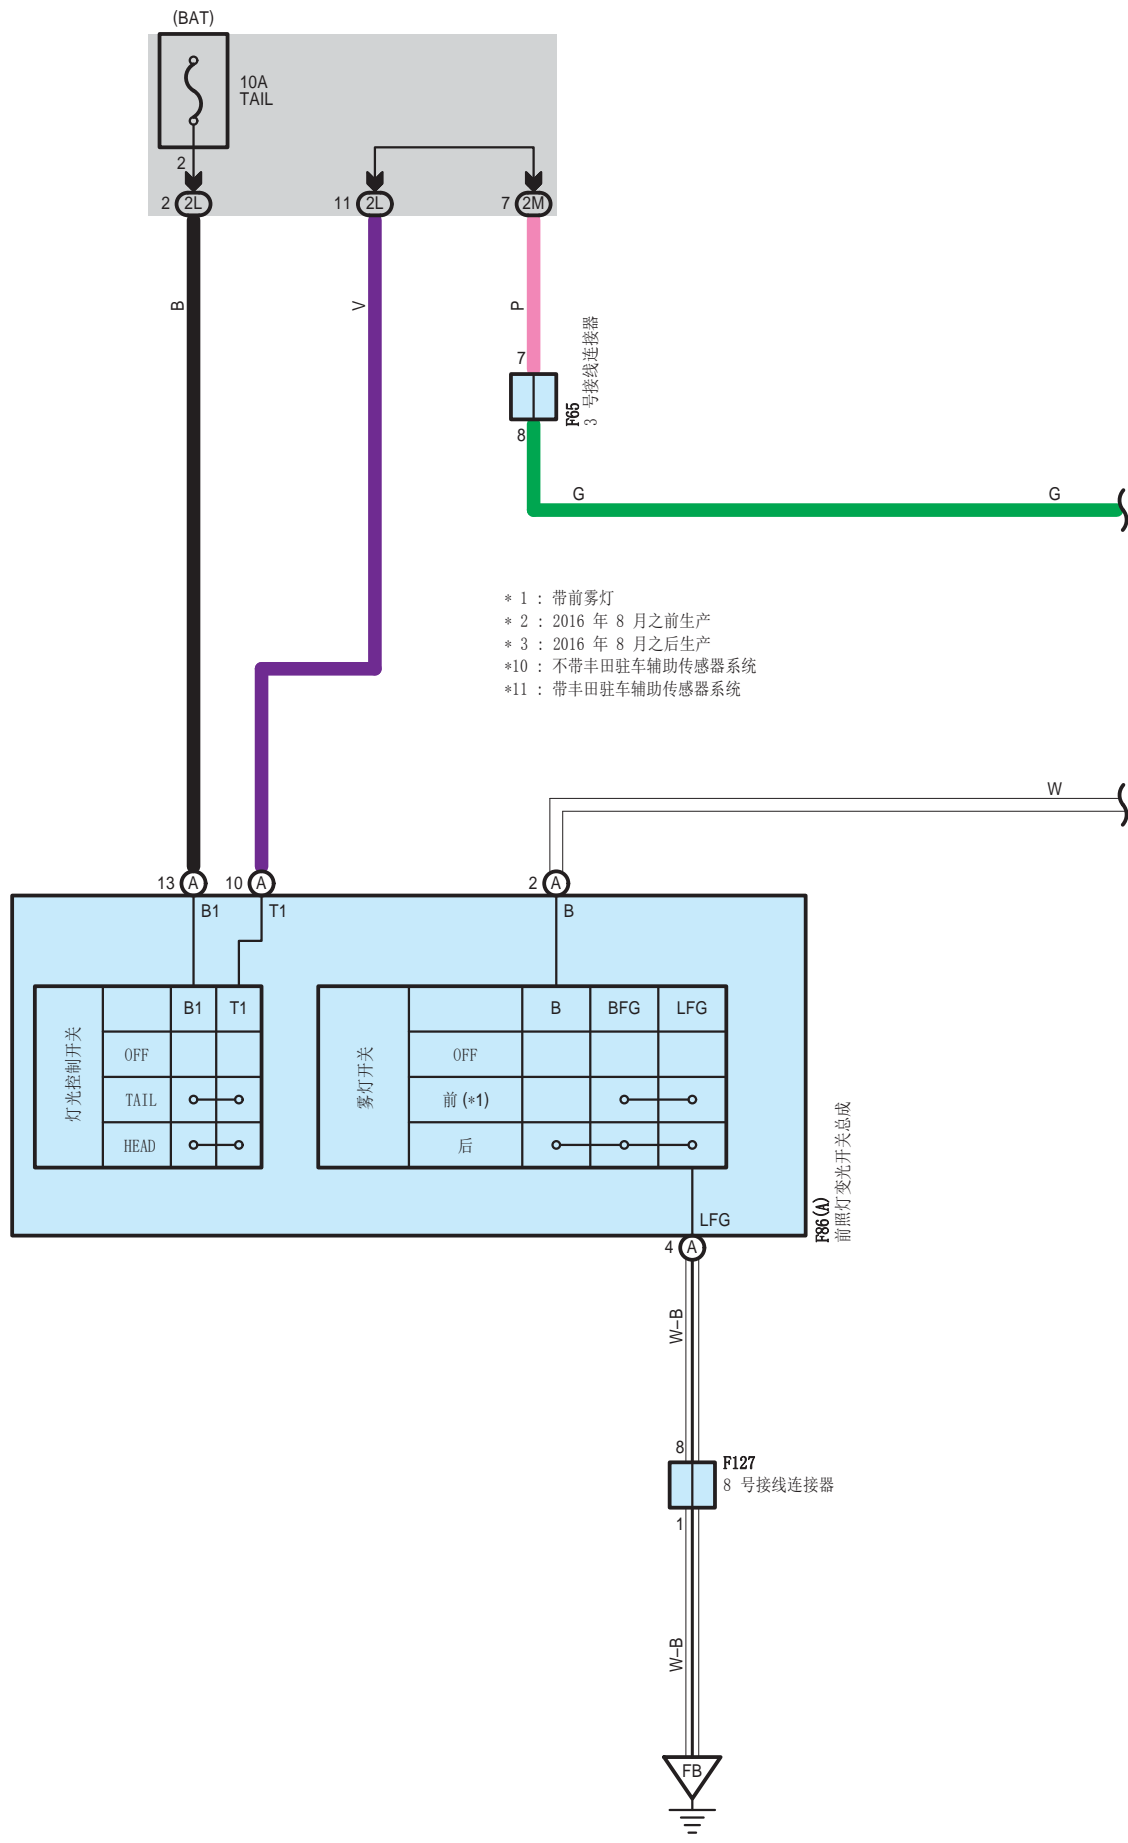 (BAT)
10A
TAIL
2
2 2L
11 2L
7 2M
B
V
P
7
8
F65
3 号接线连接器
G
G
* 1 : 带前雾灯
* 2 : 2016 年 8 月之前生产
* 3 : 2016 年 8 月之后生产
*10 : 不带丰田驻车辅助传感器系统
*11 : 带丰田驻车辅助传感器系统
W
13 A
10 A
2 A
B1
T1
B
灯光控制开关
B1 T1
OFF
TAIL
HEAD
雾灯开关
B BFG LFG
OFF
前 (*1)
后
LFG
4 A
F86(A)
前照灯变光开关总成
W-B
8
F127
8 号接线连接器
1
W-B
FB